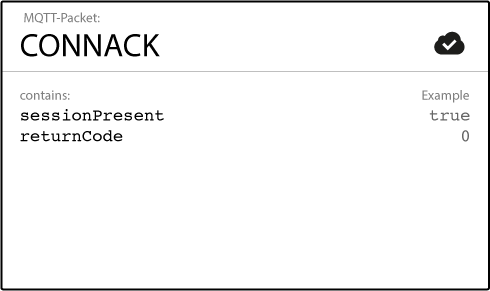 MQTT-Packet:
CONNACK
contains: Example
sessionPresent true
returnCode 0